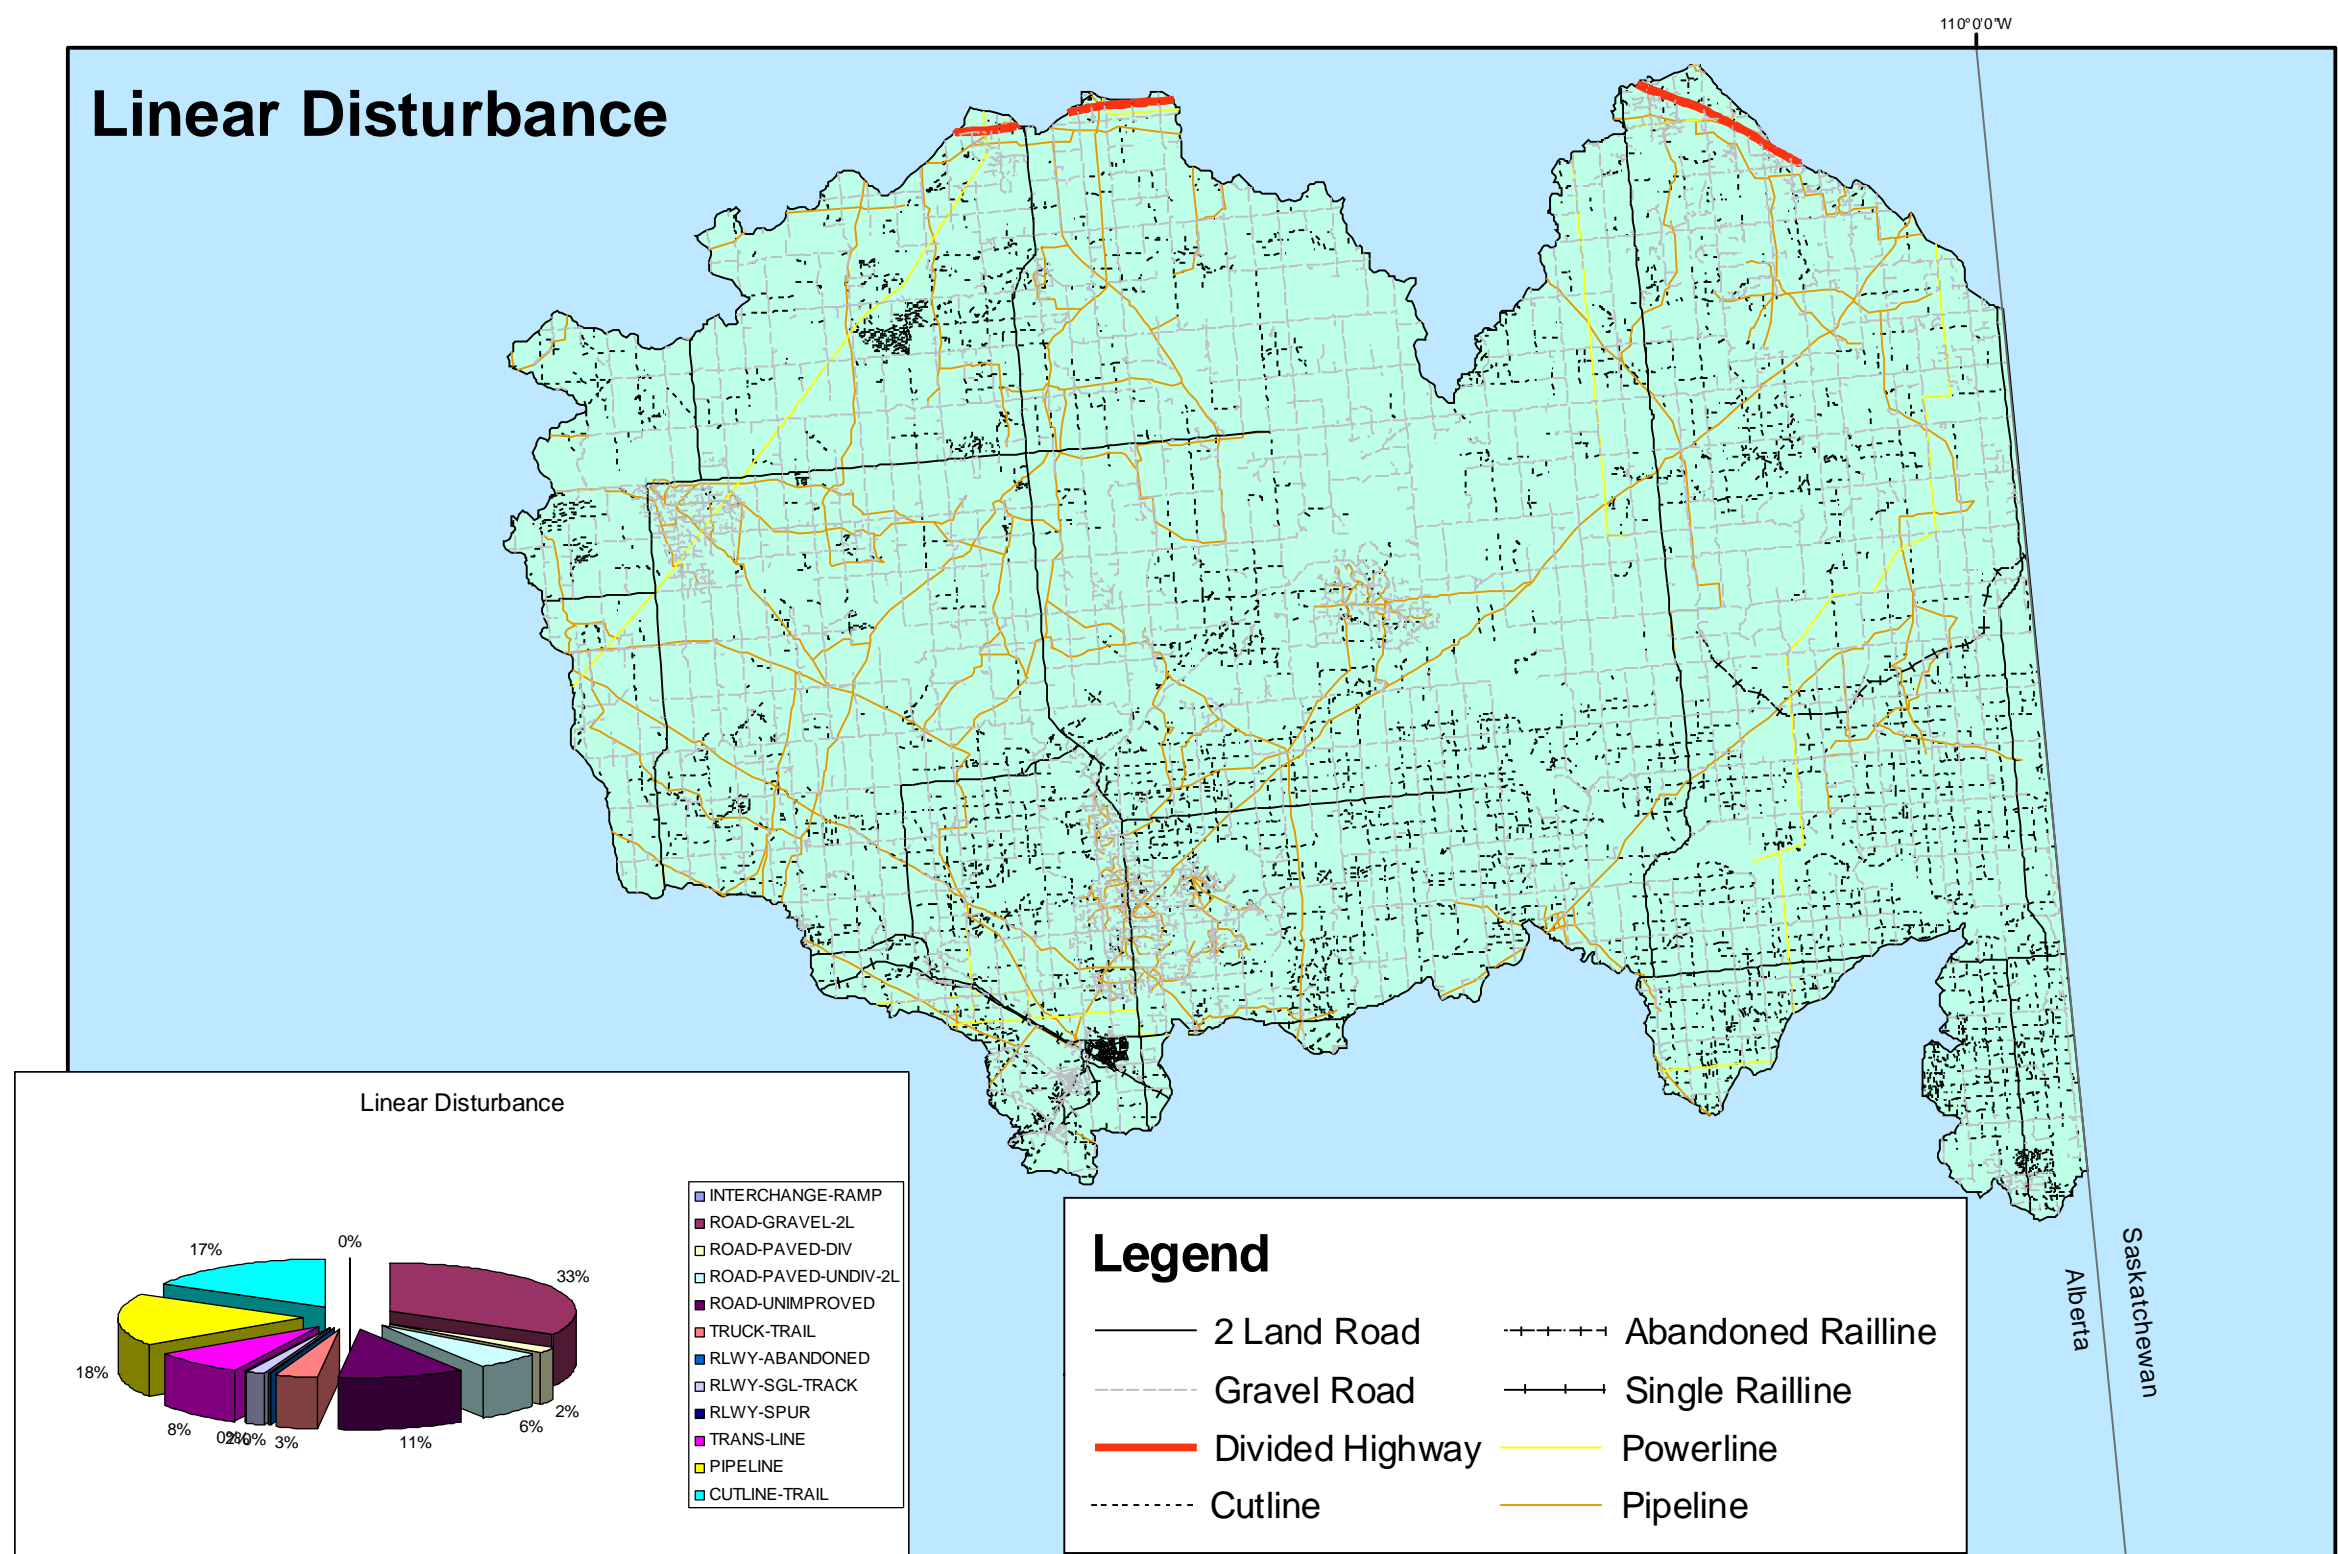 110°0'0"W
Linear Disturbance
Linear Disturbance
0%
33%
2%
6%
11%
3%
8%
18%
17%
INTERCHANGE-RAMP
ROAD-GRAVEL-2L
ROAD-PAVED-DIV
ROAD-PAVED-UNDIV-2L
ROAD-UNIMPROVED
TRUCK-TRAIL
RLWY-ABANDONED
RLWY-SGL-TRACK
RLWY-SPUR
TRANS-LINE
PIPELINE
CUTLINE-TRAIL
Legend
2 Land Road
Gravel Road
Divided Highway
Cutline
Abandoned Railline
Single Railline
Powerline
Pipeline
Alberta
Saskatchewan